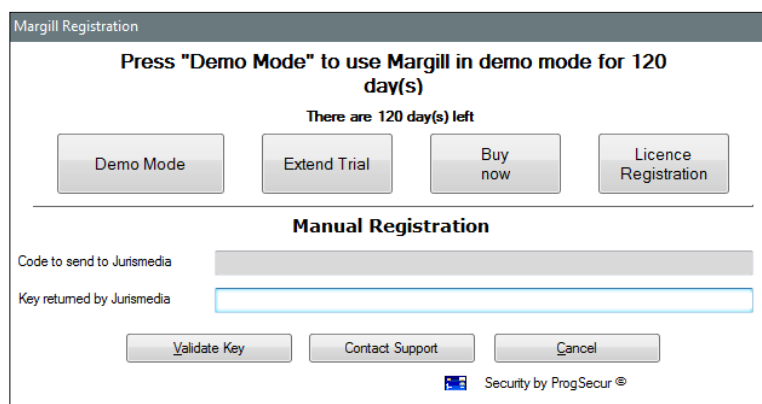 Margill Registration
Press "Demo Mode" to use Margill in demo mode for 120
day(s)
There are 120 day(s) left
Demo Mode
Extend Trial
Buy
now
Licence
Registration
Manual Registration
Code to send to Jurismedia
Key returned by Jurismedia
Validate Key
Contact Support
Cancel
Security by ProgSecur ®